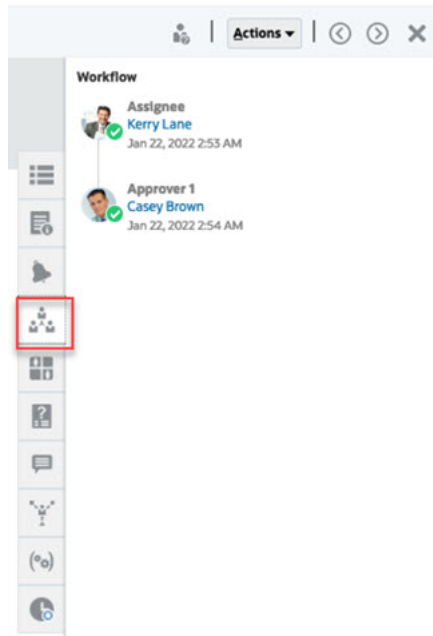 Actions
Workflow
Assignee
Kerry Lane
Jan 22, 2022 2:53 AM
Approver 1
Casey Brown
Jan 22, 2022 2:54 AM